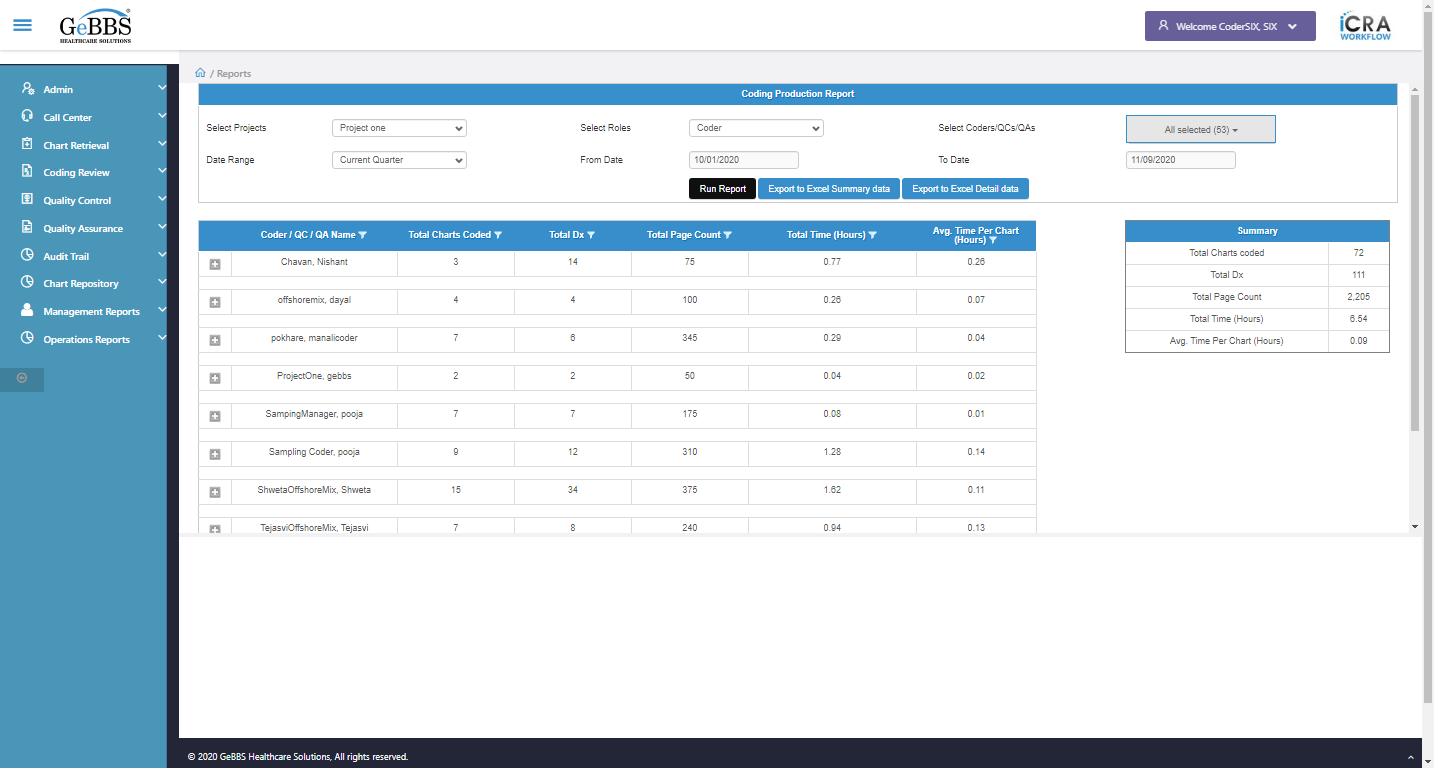 GeBBS
HEALTHCARE SOLUTIONS
Welcome CoderSIX, SIX
iCRA
WORKFLOW
Admin
Call Center
Chart Retrieval
Coding Review
Quality Control
Quality Assurance
Audit Trail
Chart Repository
Management Reports
Operations Reports
/ Reports
Coding Production Report
Select Projects Project one Select Roles Coder Select Coders/QCs/QAs All selected (53)
Date Range Current Quarter From Date 10/01/2020 To Date 11/09/2020
Run Report Export to Excel Summary data Export to Excel Detail data
Coder / QC / QA Name Total Charts Coded Total Dx Total Page Count Total Time (Hours) Avg. Time Per Chart
(Hours)
Chavan, Nishant 3 14 75 0.77 0.26
offshoremix, dayal 4 4 100 0.26 0.07
pokhare, manalicoder 7 6 345 0.29 0.04
ProjectOne, gebbs 2 2 50 0.04 0.02
SampingManager, pooja 7 7 175 0.08 0.01
Sampling Coder, pooja 9 12 310 1.28 0.14
ShwetaOffshoreMix, Shweta 15 34 375 1.62 0.11
TejasviOffshoreMix, Tejasvi 7 8 240 0.94 0.13
Summary
Total Charts coded 72
Total Dx 111
Total Page Count 2,205
Total Time (Hours) 6.54
Avg. Time Per Chart (Hours) 0.09
© 2020 GeBBS Healthcare Solutions, All rights reserved.